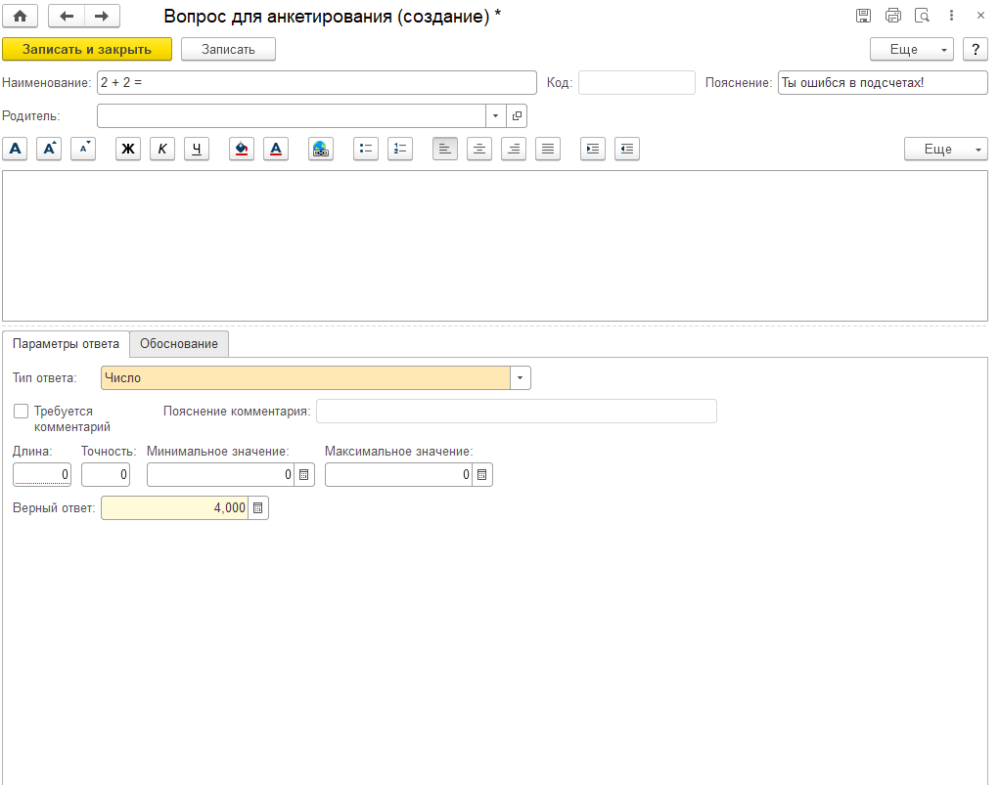 Вопрос для анкетирования (создание) *
Записать и закрыть Записать Еще ?
Наименование: 2 + 2 = Код: Пояснение: Ты ошибся в подсчетах!
Родитель:
А А А Ж К Ч А Еще
Параметры ответа Обоснование
Тип ответа: Число
Требуется комментарий Пояснение комментария:
Длина: Точность: Минимальное значение: Максимальное значение:
0 0 0 0
Верный ответ: 4,000